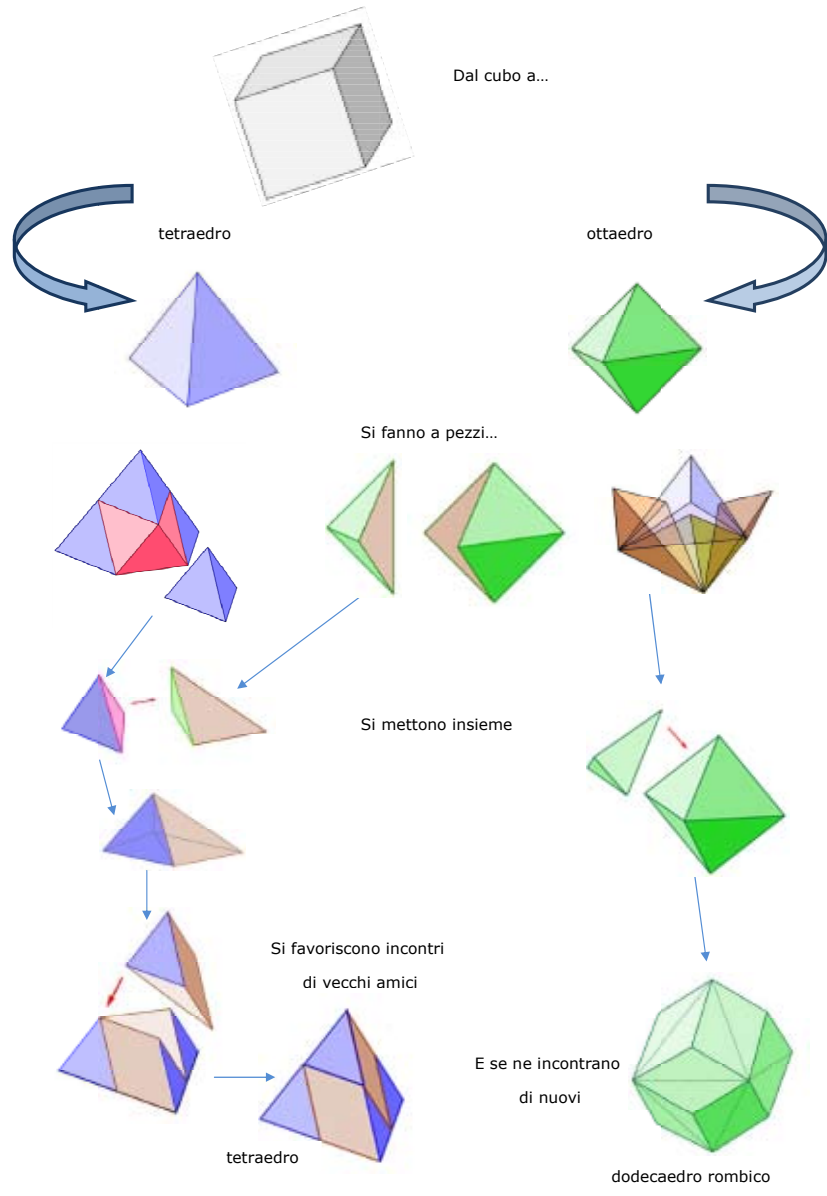 Dal cubo a…
tetraedro
ottaedro
Si fanno a pezzi…
Si mettono insieme
Si favoriscono incontri
di vecchi amici
E se ne incontrano
di nuovi
tetraedro
dodecaedro rombico